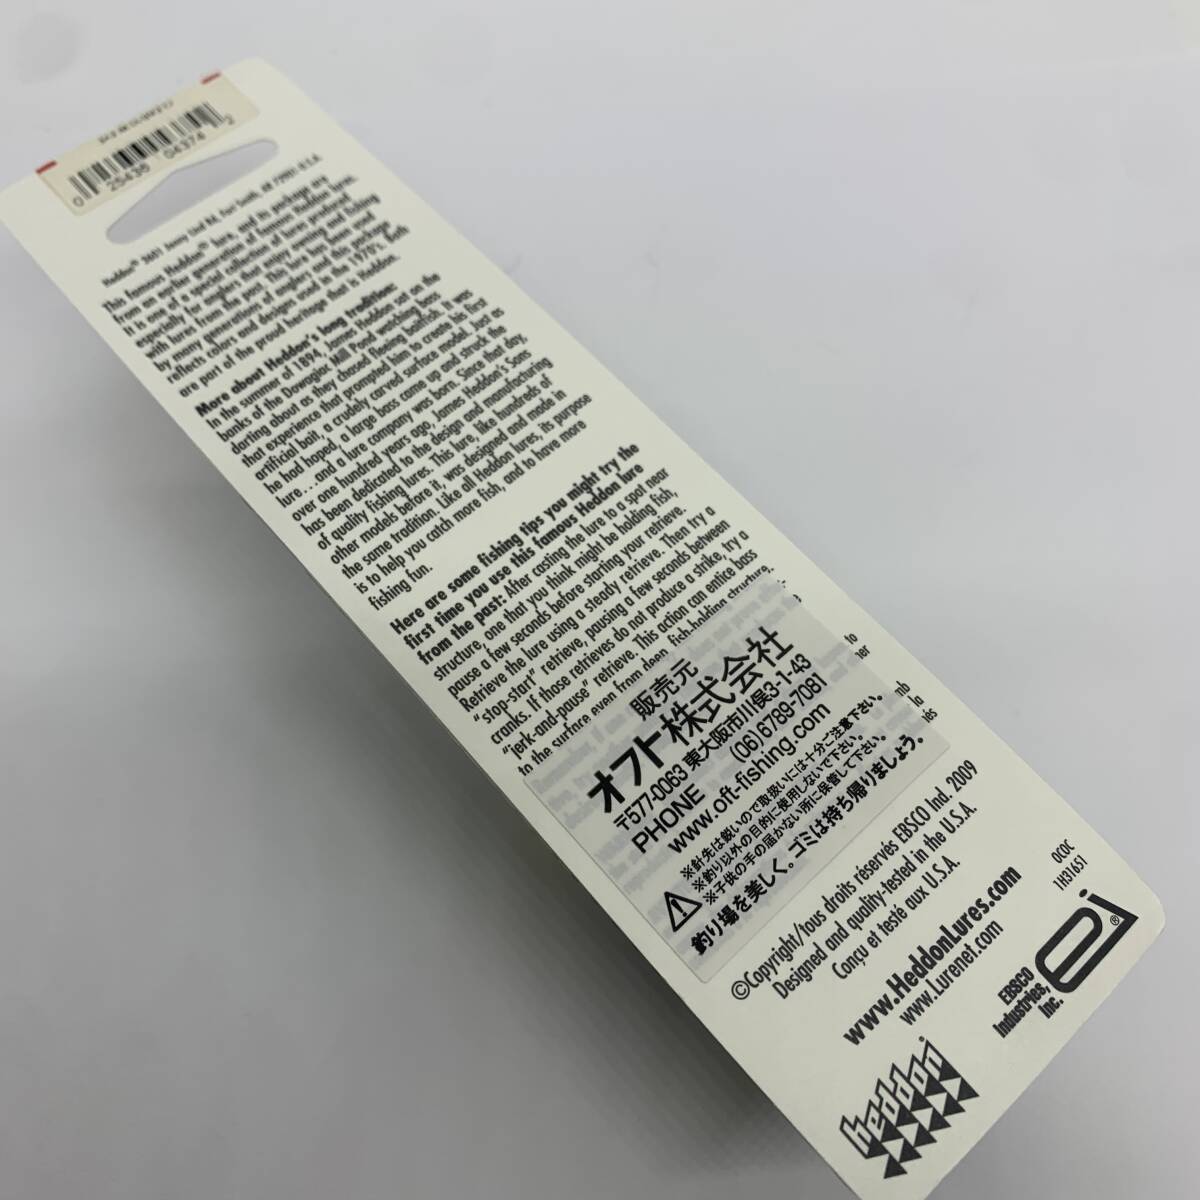 0 25436 04374 2
Heddon® 3601 Jenny Lind Rd, Fort Smith, AR 72901 U.S.A.
This famous Heddon® lure, and its package are
from an earlier generation of famous Heddon lures.
It is one of a special collection of lures produced
especially for anglers that enjoy owning and fishing
with lures from the past. This lure has been used
by many generations of anglers and this package
reflects colors and designs used in the 1970's. Both
are part of the proud heritage that is Heddon.
More about Heddon's long tradition:
In the summer of 1894, James Heddon sat on the
banks of the Dowagiac Mill Pond watching bass
darting about as they chased fleeing baitfish. It was
that experience that prompted him to create his first
artificial bait, a crudely carved surface model. Just as
he had hoped, a large bass came up and struck the
lure...and a lure company was born. Since that day,
over one hundred years ago, James Heddon's Sons
has been dedicated to the design and manufacturing
of quality fishing lures. This lure, like hundreds of
other models before it, was designed and made in
the same tradition. Like all Heddon lures, its purpose
is to help you catch more fish, and to have more
fishing fun.
Here are some fishing tips you might try the
first time you use this famous Heddon lure
from the past: After casting the lure to a spot near
structure, one that you think might be holding fish,
pause a few seconds before starting your retrieve.
Retrieve the lure using a steady retrieve. Then try a
"stop-start" retrieve, pausing a few seconds between
cranks. If those retrieves do not produce a strike, try a
"jerk-and-pause" retrieve. This action can entice bass
to the surface even from deep, fish-holding structure.
販売元
オフト株式会社
〒577-0063 東大阪市川俣3-1-43
PHONE (06)6789-7081
www.oft-fishing.com
※針先は鋭いので取扱いには十分ご注意下さい。
※釣り以外の目的に使用しないで下さい。
※子供の手の届かない所に保管して下さい。
釣り場を美しく。ゴミは持ち帰りましょう。
©Copyright/tous droits réservés EBSCO Ind. 2009
Designed and quality-tested in the U.S.A.
Conçu et testé aux U.S.A.
www.HeddonLures.com
www.Lurenet.com
OCOC
1H31651
EBSCO
Industries,
Inc.
ei®
heddon